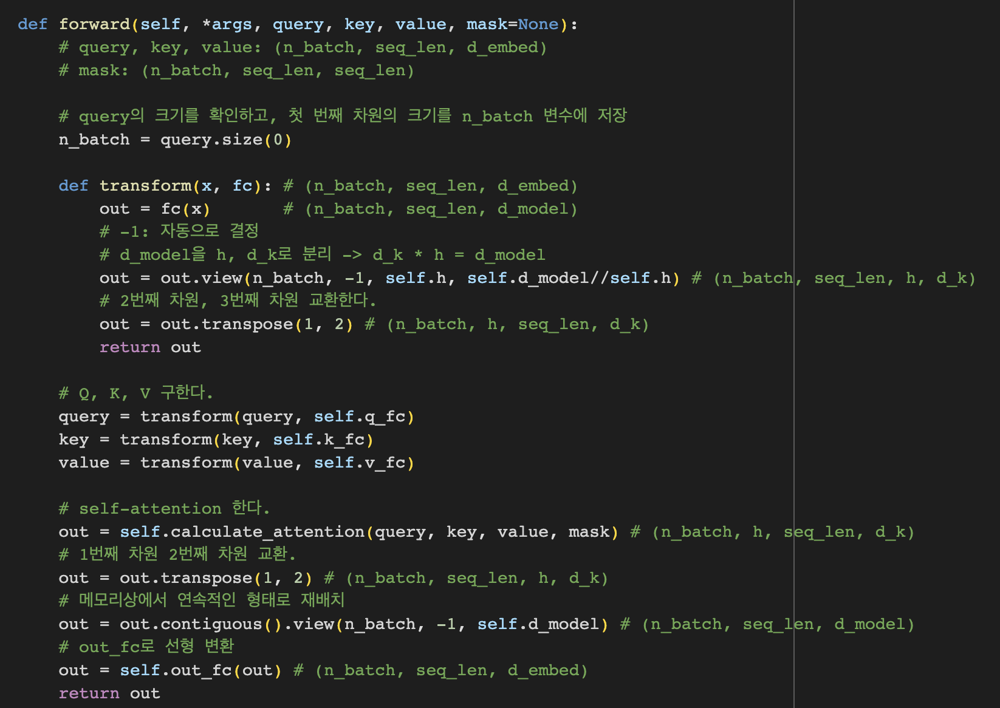 def forward(self, *args, query, key, value, mask=None):
    # query, key, value: (n_batch, seq_len, d_embed)
    # mask: (n_batch, seq_len, seq_len)

    # query의 크기를 확인하고, 첫 번째 차원의 크기를 n_batch 변수에 저장
    n_batch = query.size(0)

    def transform(x, fc): # (n_batch, seq_len, d_embed)
        out = fc(x)       # (n_batch, seq_len, d_model)
        # -1: 자동으로 결정
        # d_model을 h, d_k로 분리 -> d_k * h = d_model
        out = out.view(n_batch, -1, self.h, self.d_model//self.h) # (n_batch, seq_len, h, d_k)
        # 2번째 차원, 3번째 차원 교환한다.
        out = out.transpose(1, 2) # (n_batch, h, seq_len, d_k)
        return out

    # Q, K, V 구한다.
    query = transform(query, self.q_fc)
    key = transform(key, self.k_fc)
    value = transform(value, self.v_fc)

    # self-attention 한다.
    out = self.calculate_attention(query, key, value, mask) # (n_batch, h, seq_len, d_k)
    # 1번째 차원 2번째 차원 교환.
    out = out.transpose(1, 2) # (n_batch, seq_len, h, d_k)
    # 메모리상에서 연속적인 형태로 재배치
    out = out.contiguous().view(n_batch, -1, self.d_model) # (n_batch, seq_len, d_model)
    # out_fc로 선형 변환
    out = self.out_fc(out) # (n_batch, seq_len, d_embed)
    return out